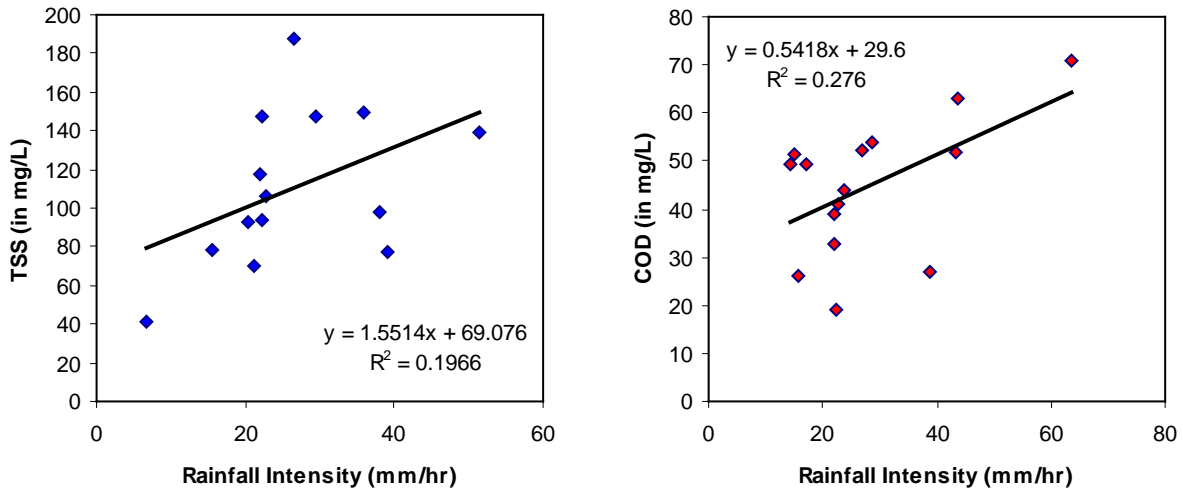 TSS (in mg/L)
200
180
160
140
120
100
80
60
40
20
0
y = 1.5514x + 69.076
R² = 0.1966
0 20 40 60
Rainfall Intensity (mm/hr)
COD (in mg/L)
80
70
60
50
40
30
20
10
0
y = 0.5418x + 29.6
R² = 0.276
0 20 40 60 80
Rainfall Intensity (mm/hr)